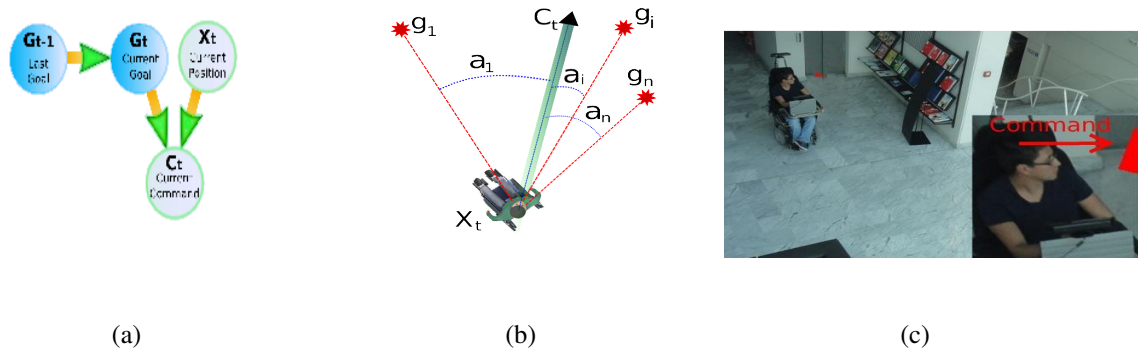 Gt-1
Last
Goal
Gt
Current
Goal
Xt
Current
Position
Ct
Current
Command
(a)
g1
Ct
gi
gn
a1
ai
an
Xt
(b)
Command
(c)